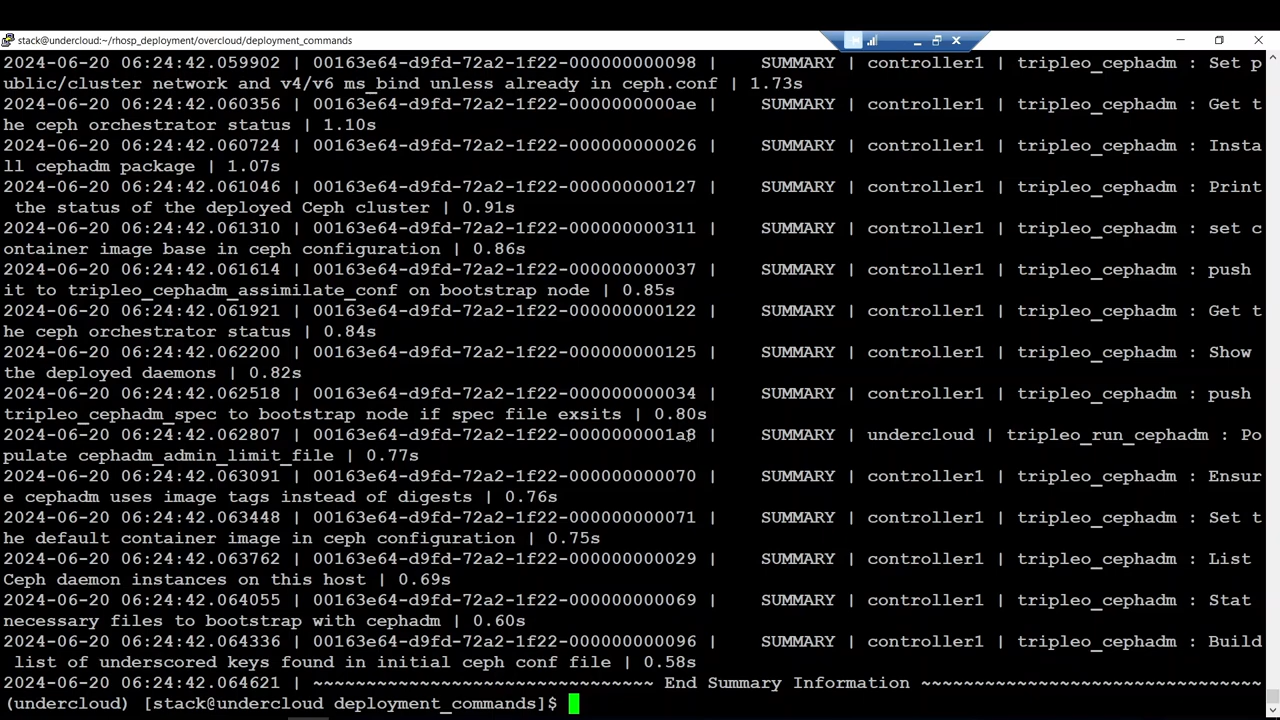 stack@undercloud:~/rhosp_deployment/overcloud/deployment_commands
2024-06-20 06:24:42.059902 | 00163e64-d9fd-72a2-1f22-000000000098 |     SUMMARY | controller1 | tripleo_cephadm : Set p
ublic/cluster network and v4/v6 ms_bind unless already in ceph.conf | 1.73s
2024-06-20 06:24:42.060356 | 00163e64-d9fd-72a2-1f22-0000000000ae |     SUMMARY | controller1 | tripleo_cephadm : Get t
he ceph orchestrator status | 1.10s
2024-06-20 06:24:42.060724 | 00163e64-d9fd-72a2-1f22-000000000026 |     SUMMARY | controller1 | tripleo_cephadm : Insta
ll cephadm package | 1.07s
2024-06-20 06:24:42.061046 | 00163e64-d9fd-72a2-1f22-000000000127 |     SUMMARY | controller1 | tripleo_cephadm : Print
 the status of the deployed Ceph cluster | 0.91s
2024-06-20 06:24:42.061310 | 00163e64-d9fd-72a2-1f22-000000000311 |     SUMMARY | controller1 | tripleo_cephadm : set c
ontainer image base in ceph configuration | 0.86s
2024-06-20 06:24:42.061614 | 00163e64-d9fd-72a2-1f22-000000000037 |     SUMMARY | controller1 | tripleo_cephadm : push
it to tripleo_cephadm_assimilate_conf on bootstrap node | 0.85s
2024-06-20 06:24:42.061921 | 00163e64-d9fd-72a2-1f22-000000000122 |     SUMMARY | controller1 | tripleo_cephadm : Get t
he ceph orchestrator status | 0.84s
2024-06-20 06:24:42.062200 | 00163e64-d9fd-72a2-1f22-000000000125 |     SUMMARY | controller1 | tripleo_cephadm : Show
the deployed daemons | 0.82s
2024-06-20 06:24:42.062518 | 00163e64-d9fd-72a2-1f22-000000000034 |     SUMMARY | controller1 | tripleo_cephadm : push
tripleo_cephadm_spec to bootstrap node if spec file exsits | 0.80s
2024-06-20 06:24:42.062807 | 00163e64-d9fd-72a2-1f22-0000000001a8 |     SUMMARY | undercloud | tripleo_run_cephadm : Po
pulate cephadm_admin_limit_file | 0.77s
2024-06-20 06:24:42.063091 | 00163e64-d9fd-72a2-1f22-000000000070 |     SUMMARY | controller1 | tripleo_cephadm : Ensur
e cephadm uses image tags instead of digests | 0.76s
2024-06-20 06:24:42.063448 | 00163e64-d9fd-72a2-1f22-000000000071 |     SUMMARY | controller1 | tripleo_cephadm : Set t
he default container image in ceph configuration | 0.75s
2024-06-20 06:24:42.063762 | 00163e64-d9fd-72a2-1f22-000000000029 |     SUMMARY | controller1 | tripleo_cephadm : List
Ceph daemon instances on this host | 0.69s
2024-06-20 06:24:42.064055 | 00163e64-d9fd-72a2-1f22-000000000069 |     SUMMARY | controller1 | tripleo_cephadm : Stat
necessary files to bootstrap with cephadm | 0.60s
2024-06-20 06:24:42.064336 | 00163e64-d9fd-72a2-1f22-000000000096 |     SUMMARY | controller1 | tripleo_cephadm : Build
 list of underscored keys found in initial ceph conf file | 0.58s
2024-06-20 06:24:42.064621 | ~~~~~~~~~~~~~~~~~~~~~~~~~~~~~~~~ End Summary Information ~~~~~~~~~~~~~~~~~~~~~~~~~~~~~~~~
(undercloud) [stack@undercloud deployment_commands]$